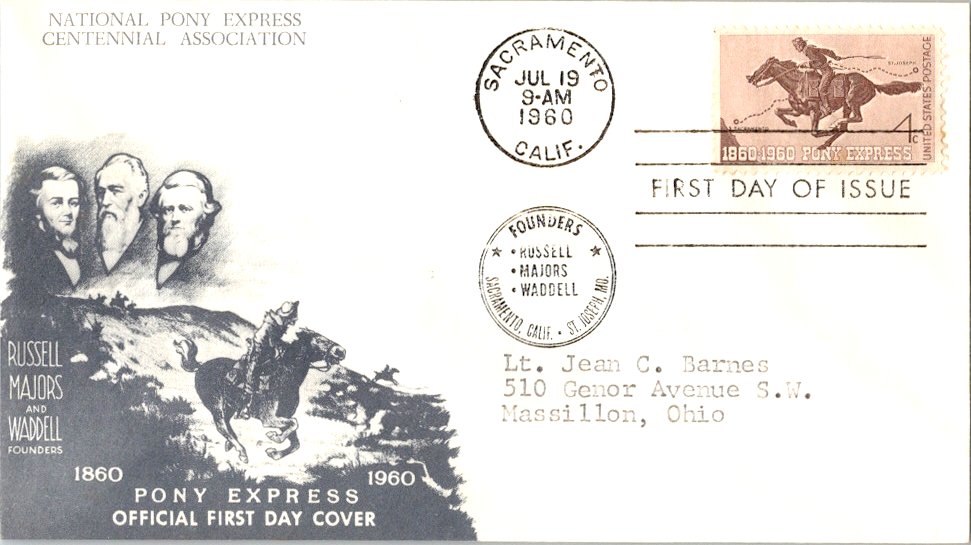 NATIONAL PONY EXPRESS
CENTENNIAL ASSOCIATION
SACRAMENTO
JUL 19
9-AM
1960
CALIF.
ST. JOSEPH
SACRAMENTO
UNITED STATES POSTAGE
4c
1860-1960 PONY EXPRESS
FIRST DAY OF ISSUE
FOUNDERS
• RUSSELL
• MAJORS
• WADDELL
SACRAMENTO, CALIF. • ST. JOSEPH, MO.
Lt. Jean C. Barnes
510 Genor Avenue S.W.
Massillon, Ohio
RUSSELL
MAJORS
AND
WADDELL
FOUNDERS
1860 1960
PONY EXPRESS
OFFICIAL FIRST DAY COVER